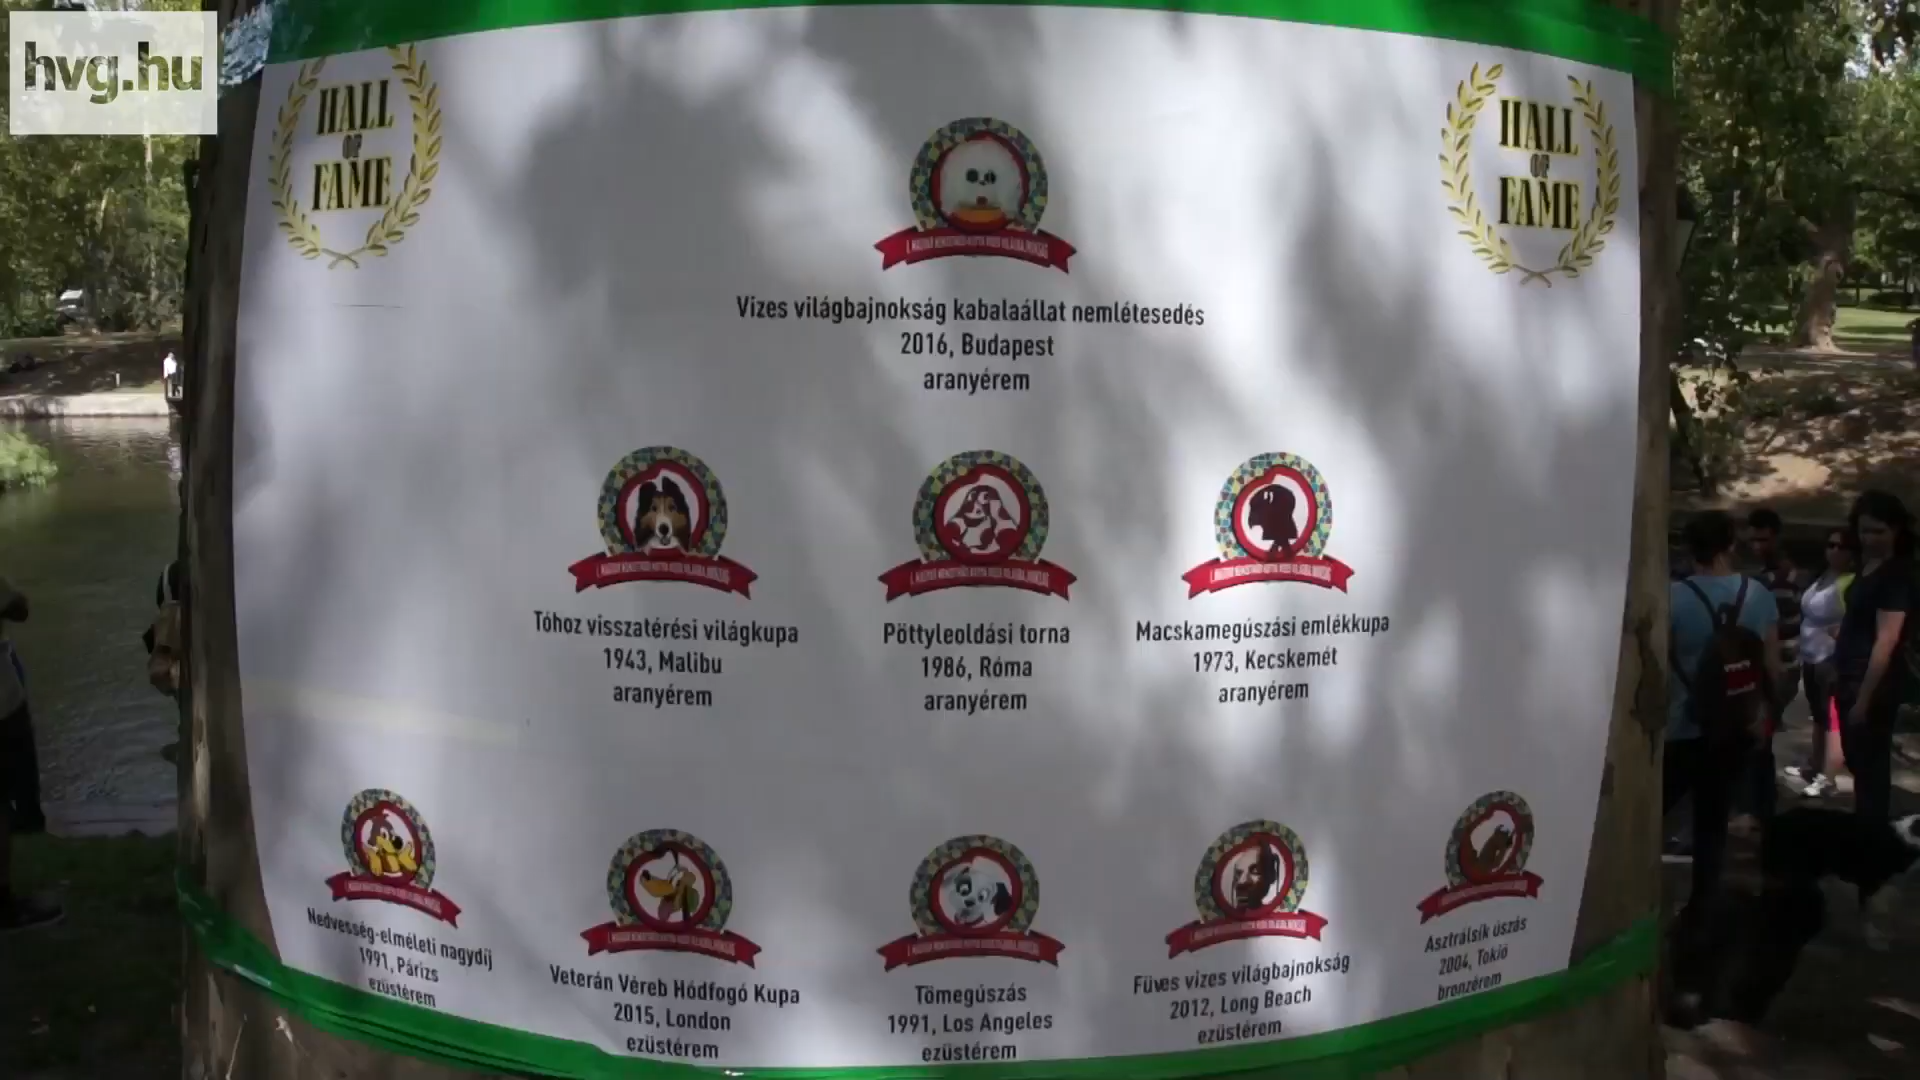 hvg.hu
HALL
OF
FAME
HALL
OF
FAME
Vizes világbajnokság kabalaállat nemlétesedés
2016, Budapest
aranyérem
Tóhoz visszatérési világkupa
1943, Malibu
aranyérem
Pöttyleoldási torna
1986, Róma
aranyérem
Macskamegúszási emlékkupa
1973, Kecskemét
aranyérem
Nedvesség-elméleti nagydíj
1991, Párizs
ezüstérem
Veterán Véreb Hódfogó Kupa
2015, London
ezüstérem
Tömegúszás
1991, Los Angeles
ezüstérem
Füves vizes világbajnokság
2012, Long Beach
ezüstérem
Asztrálsík úszás
2004, Tokió
bronzérem